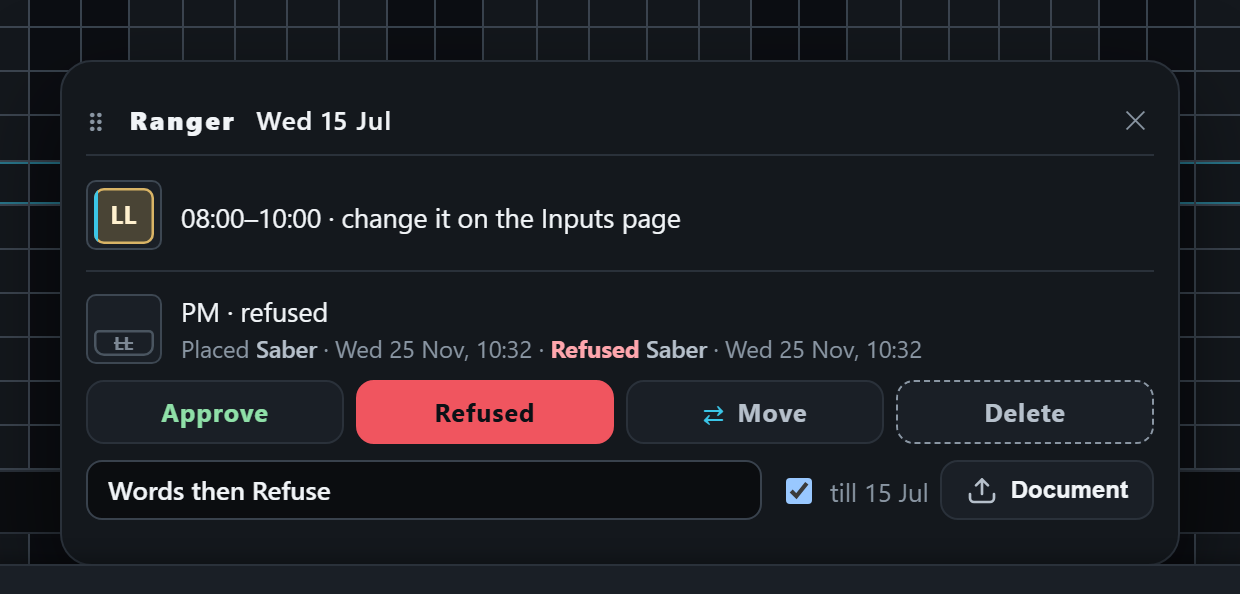 Ranger Wed 15 Jul
LL 08:00–10:00 · change it on the Inputs page
PM · refused
LL Placed Saber · Wed 25 Nov, 10:32 · Refused Saber · Wed 25 Nov, 10:32
Approve Refused Move Delete
Words then Refuse till 15 Jul Document